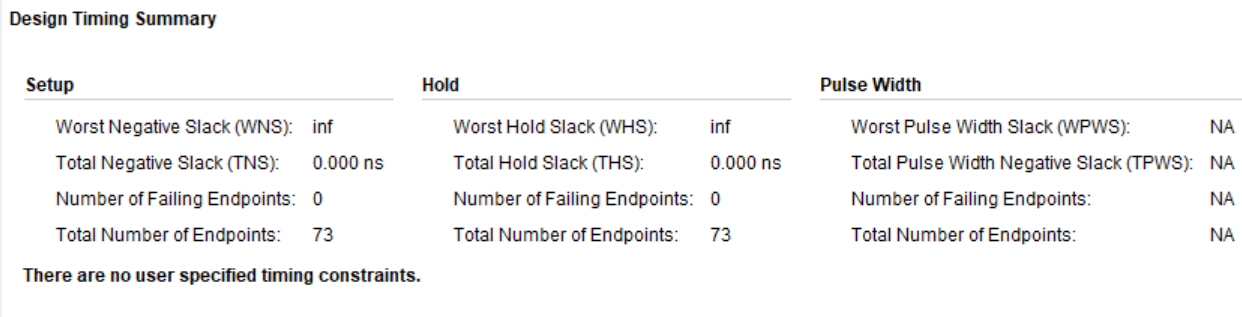 Design Timing Summary
Setup
Hold
Pulse Width
Worst Negative Slack (WNS): inf
Worst Hold Slack (WHS): inf
Worst Pulse Width Slack (WPWS): NA
Total Negative Slack (TNS): 0.000 ns
Total Hold Slack (THS): 0.000 ns
Total Pulse Width Negative Slack (TPWS): NA
Number of Failing Endpoints: 0
Number of Failing Endpoints: 0
Number of Failing Endpoints: NA
Total Number of Endpoints: 73
Total Number of Endpoints: 73
Total Number of Endpoints: NA
There are no user specified timing constraints.